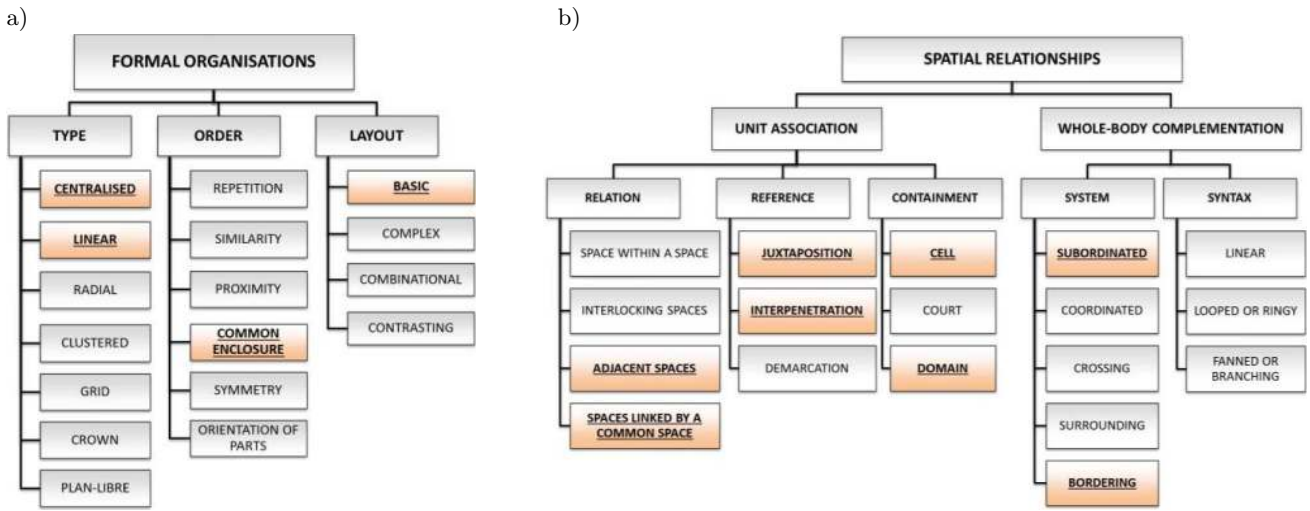 a)
FORMAL ORGANISATIONS
TYPE
CENTRALISED
LINEAR
RADIAL
CLUSTERED
GRID
CROWN
PLAN-LIBRE
ORDER
REPETITION
SIMILARITY
PROXIMITY
COMMON
ENCLOSURE
SYMMETRY
ORIENTATION OF
PARTS
LAYOUT
BASIC
COMPLEX
COMBINATIONAL
CONTRASTING
b)
SPATIAL RELATIONSHIPS
UNIT ASSOCIATION
RELATION
SPACE WITHIN A SPACE
INTERLOCKING SPACES
ADJACENT SPACES
SPACES LINKED BY A
COMMON SPACE
REFERENCE
JUXTAPOSITION
INTERPENETRATION
DEMARCATION
CONTAINMENT
CELL
COURT
DOMAIN
WHOLE-BODY COMPLEMENTATION
SYSTEM
SUBORDINATED
COORDINATED
CROSSING
SURROUNDING
BORDERING
SYNTAX
LINEAR
LOOPED OR RINGY
FANNED OR
BRANCHING